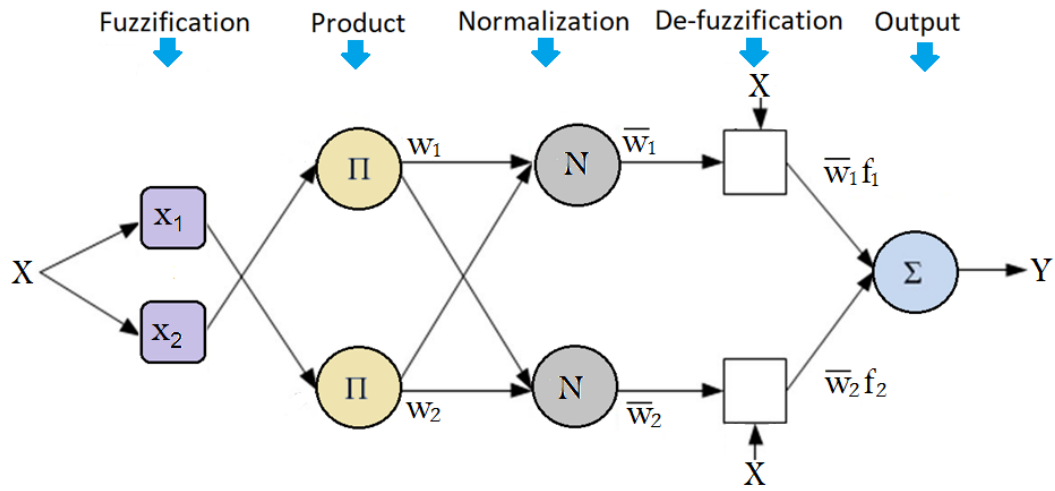 Fuzzification Product Normalization De-fuzzification Output
X
Π w₁ N w̅₁ w̅₁f₁
x₁
X Σ Y
x₂
Π w₂ N w̅₂ w̅₂f₂
X